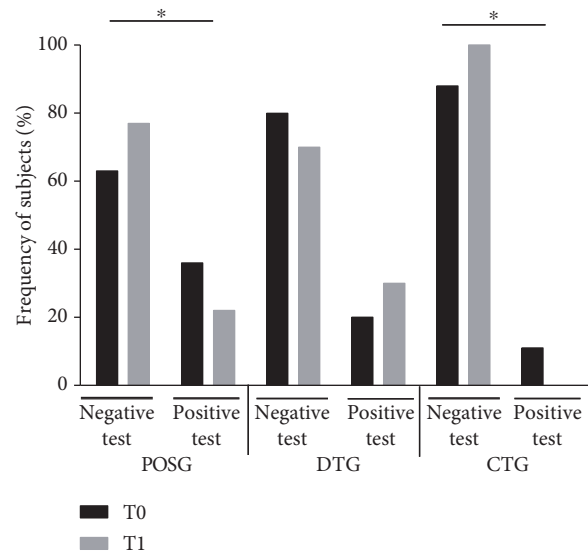 *
*
100
80
60
40
20
0
Frequency of subjects (%)
Negative test
Positive test
Negative test
Positive test
Negative test
Positive test
POSG
DTG
CTG
T0
T1